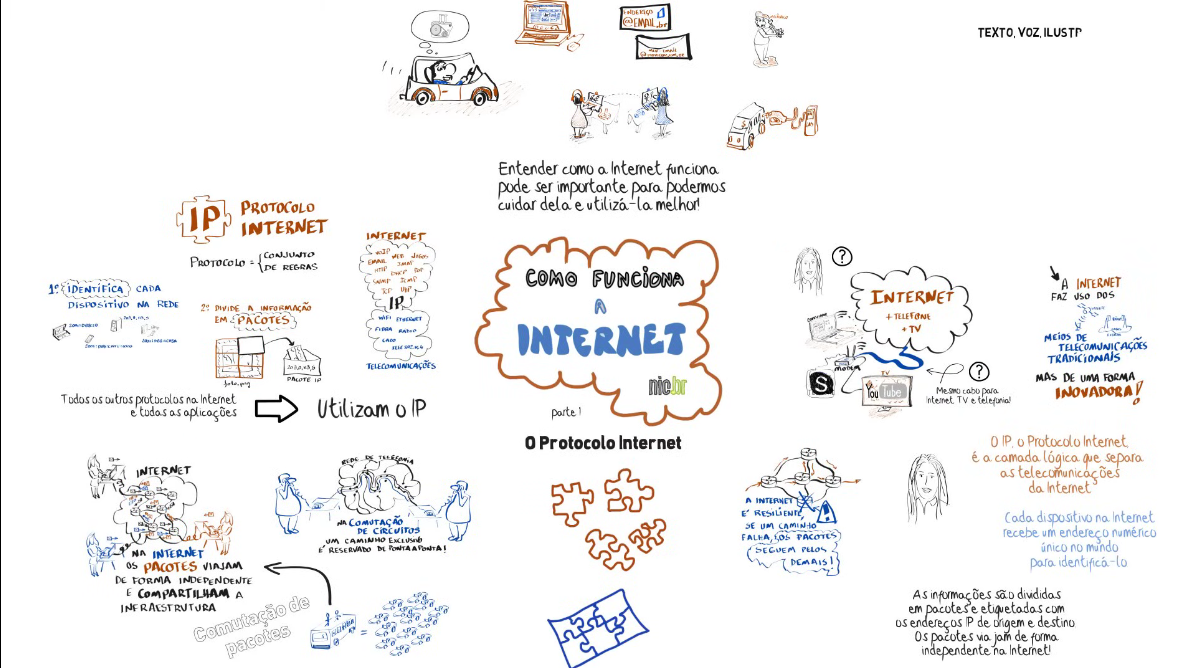 ENDEREÇO
@EMAIL.br
TEXTO, VOZ, ILUSTR
Entender como a Internet funciona
pode ser importante para podermos
cuidar dela e utilizá-la melhor!
IP PROTOCOLO
INTERNET
PROTOCOLO = { CONJUNTO
DE REGRAS
1º IDENTIFICA CADA
DISPOSITIVO NA REDE
2º DIVIDE A INFORMAÇÃO
EM PACOTES
foto.png
PACOTE IP
INTERNET
VOIP WEB JOGOS
EMAIL
HTTP
IP
WIFI ETHERNET
FIBRA RADIO
CABO
TELECOMUNICAÇÕES
Todos os outros protocolos na Internet
e todas as aplicações
Utilizam o IP
COMO FUNCIONA
A
INTERNET
nic.br
parte 1
O Protocolo Internet
?
INTERNET
+ TELEFONE
+ TV
MODEM
S
TV
YouTube
?
Mesmo cabo para
Internet, TV e telefonia!
A INTERNET
FAZ USO DOS
MEIOS DE
TELECOMUNICAÇÕES
TRADICIONAIS
MAS DE UMA FORMA
INOVADORA!
INTERNET
NA INTERNET
OS PACOTES VIAJAM
DE FORMA INDEPENDENTE
E COMPARTILHAM A
INFRAESTRUTURA
REDE DE TELEFONIA
NA COMUTAÇÃO
DE CIRCUITOS
UM CAMINHO EXCLUSIVO
É RESERVADO DE PONTA A PONTA!
Comutação de
pacotes
=
A INTERNET
É RESILIENTE,
SE UM CAMINHO
FALHA, OS PACOTES
SEGUEM PELOS
DEMAIS!
O IP, o Protocolo Internet,
é a camada lógica que separa
as telecomunicações
da Internet
Cada dispositivo na Internet
recebe um endereço numérico
único no mundo
para identificá-lo
As informações são divididas
em pacotes e etiquetadas com
os endereços IP de origem e destino
Os pacotes viajam de forma
independente na Internet!